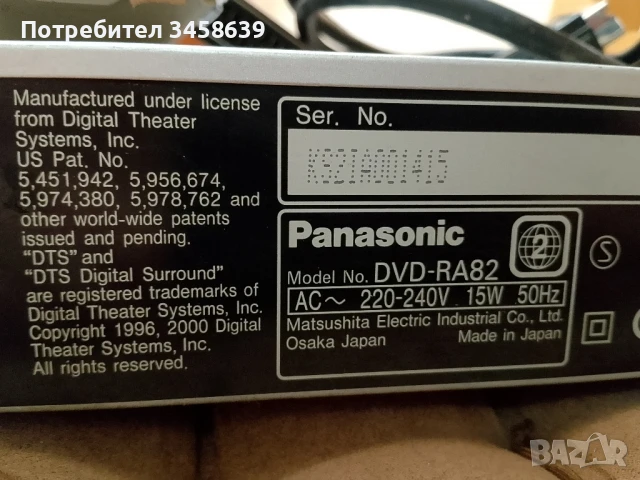 Потребител 3458639
Manufactured under license
from Digital Theater
Systems, Inc.
US Pat. No.
5,451,942, 5,956,674,
5,974,380, 5,978,762 and
other world-wide patents
issued and pending.
"DTS" and
"DTS Digital Surround"
are registered trademarks of
Digital Theater Systems, Inc.
Copyright 1996, 2000 Digital
Theater Systems, Inc.
All rights reserved.
Ser. No.
Panasonic
2
Model No. DVD-RA82
AC~ 220-240V 15W 50Hz
Matsushita Electric Industrial Co., Ltd.
Osaka Japan Made in Japan
S
BAZAR